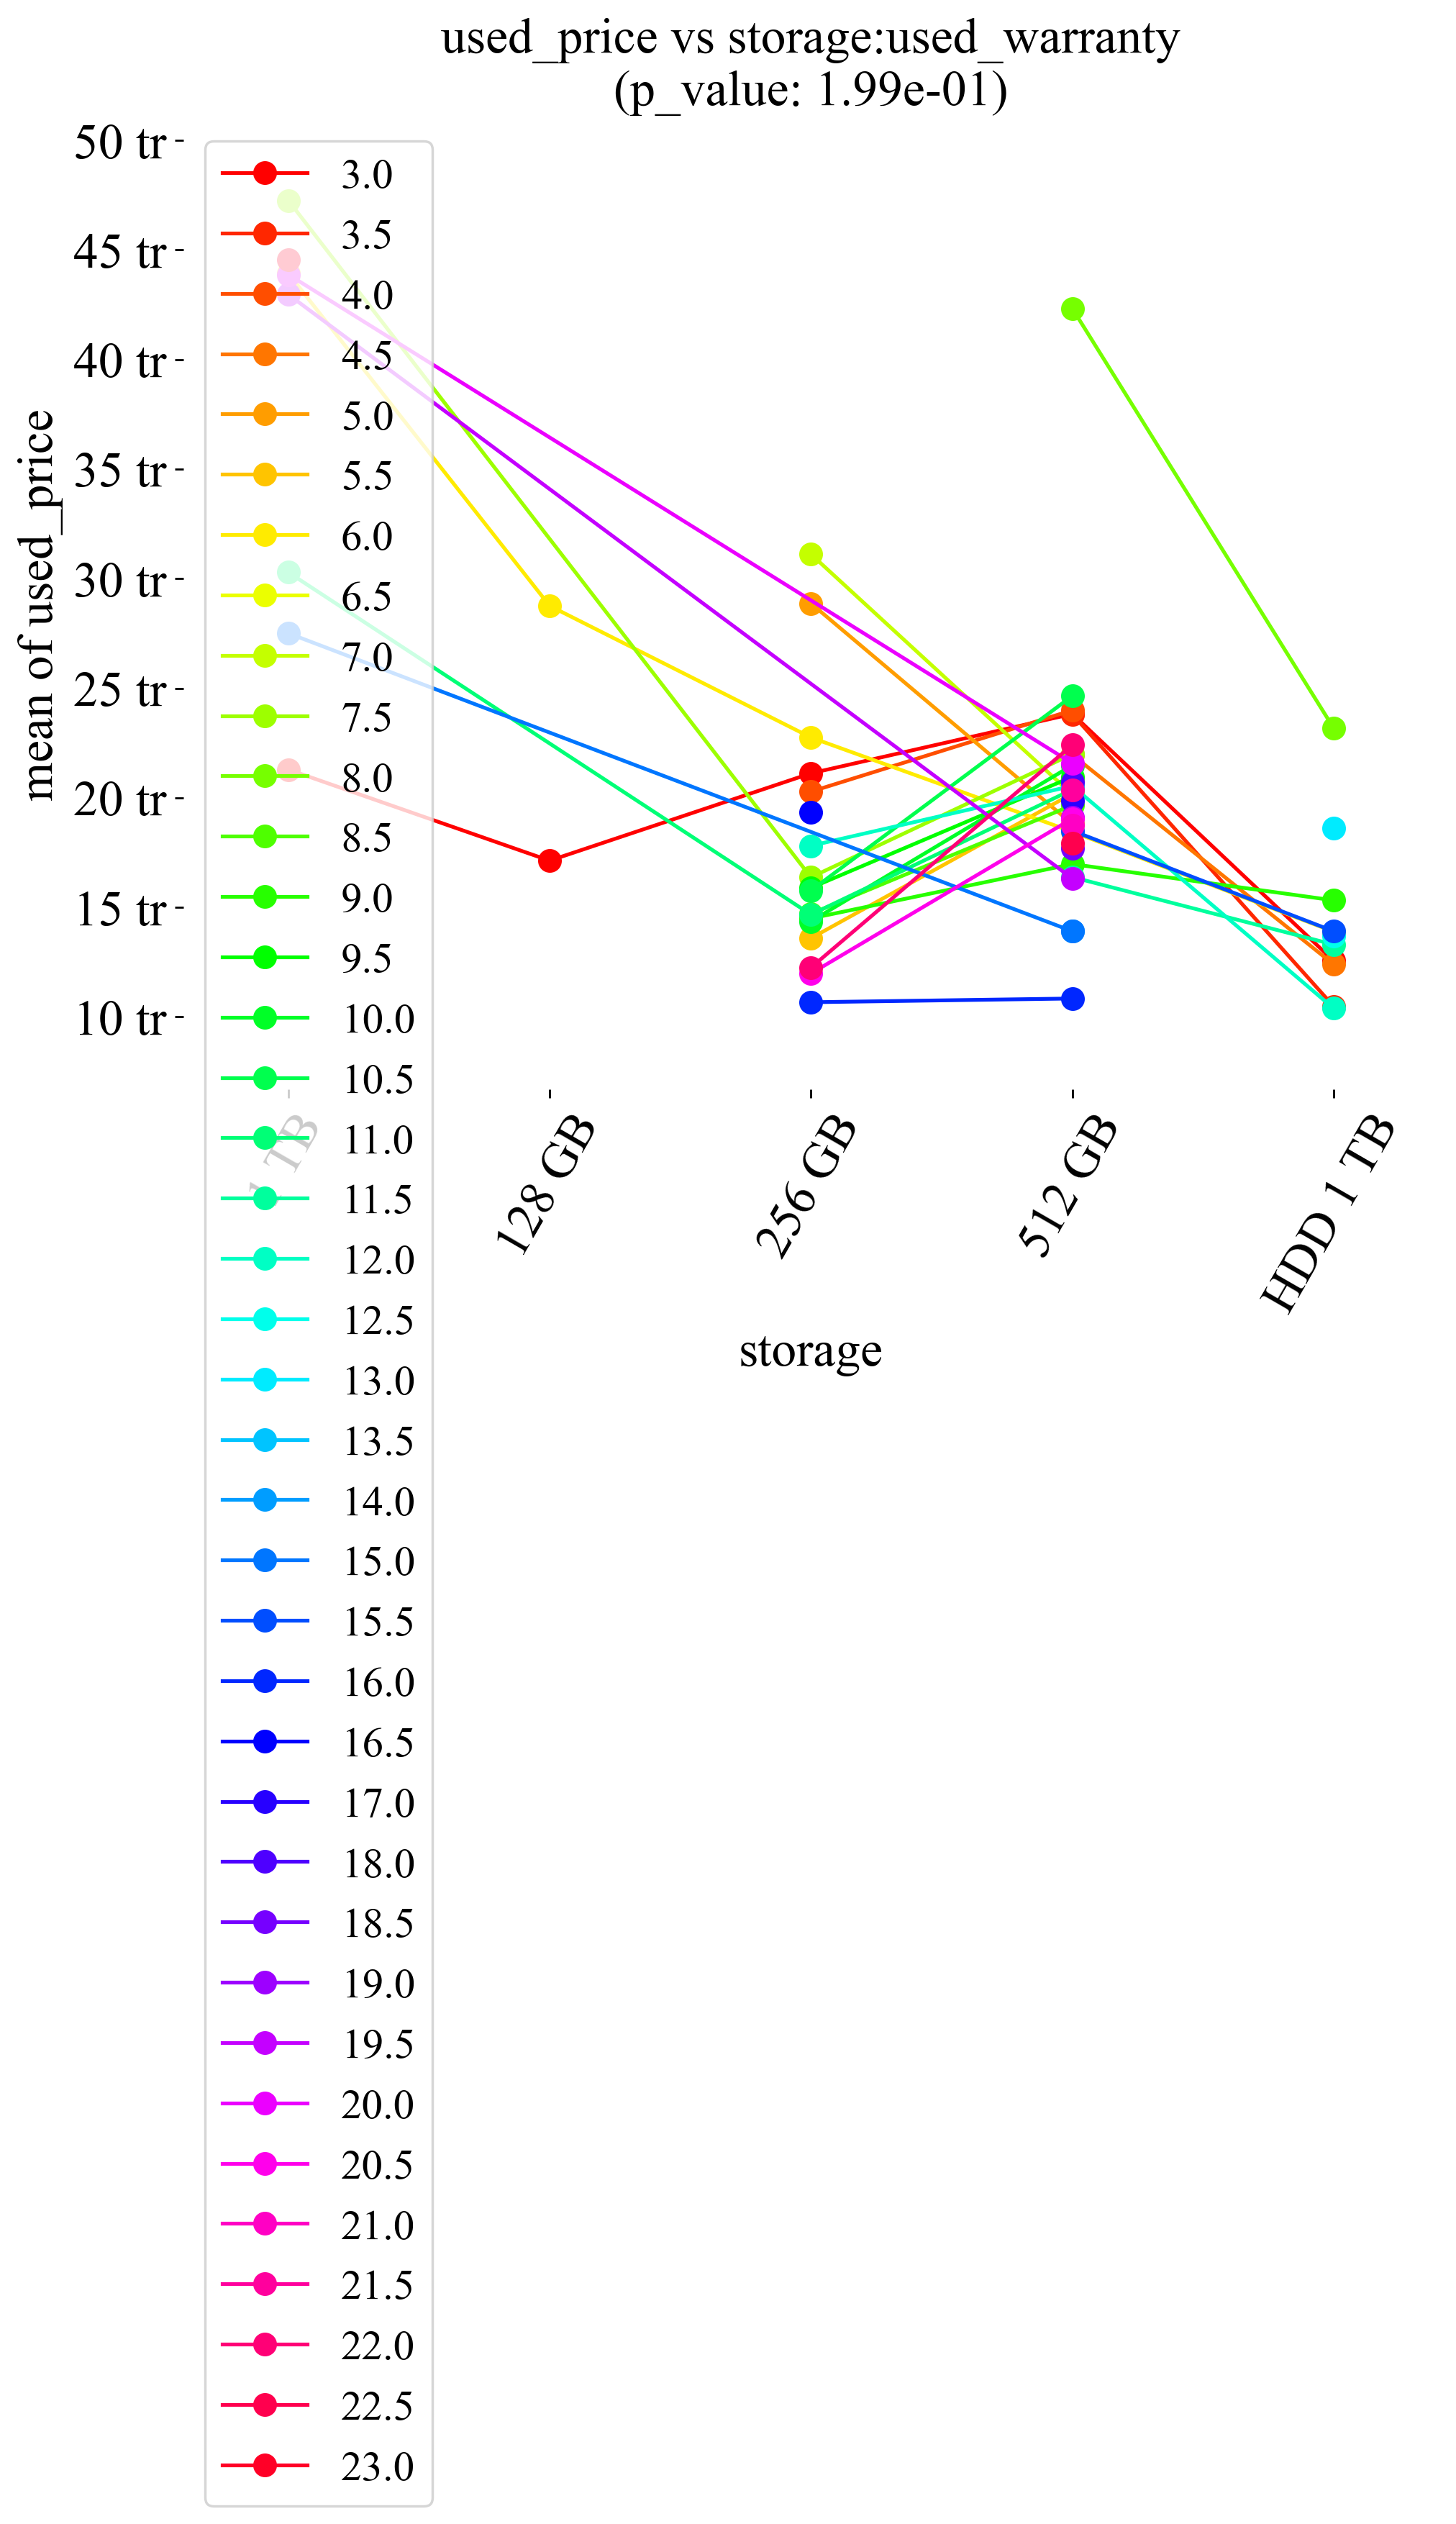 used_price vs storage:used_warranty
(p_value: 1.99e-01)
50 tr
45 tr
40 tr
35 tr
30 tr
25 tr
20 tr
15 tr
10 tr
mean of used_price
3.0
3.5
4.0
4.5
5.0
5.5
6.0
6.5
7.0
7.5
8.0
8.5
9.0
9.5
10.0
10.5
11.0
11.5
12.0
12.5
13.0
13.5
14.0
15.0
15.5
16.0
16.5
17.0
18.0
18.5
19.0
19.5
20.0
20.5
21.0
21.5
22.0
22.5
23.0
1 TB
128 GB
256 GB
512 GB
HDD 1 TB
storage